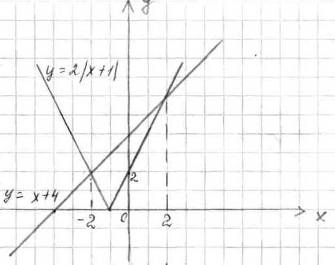 y
y = 2|x+1|
2
y = x+4
-2
0
2
x